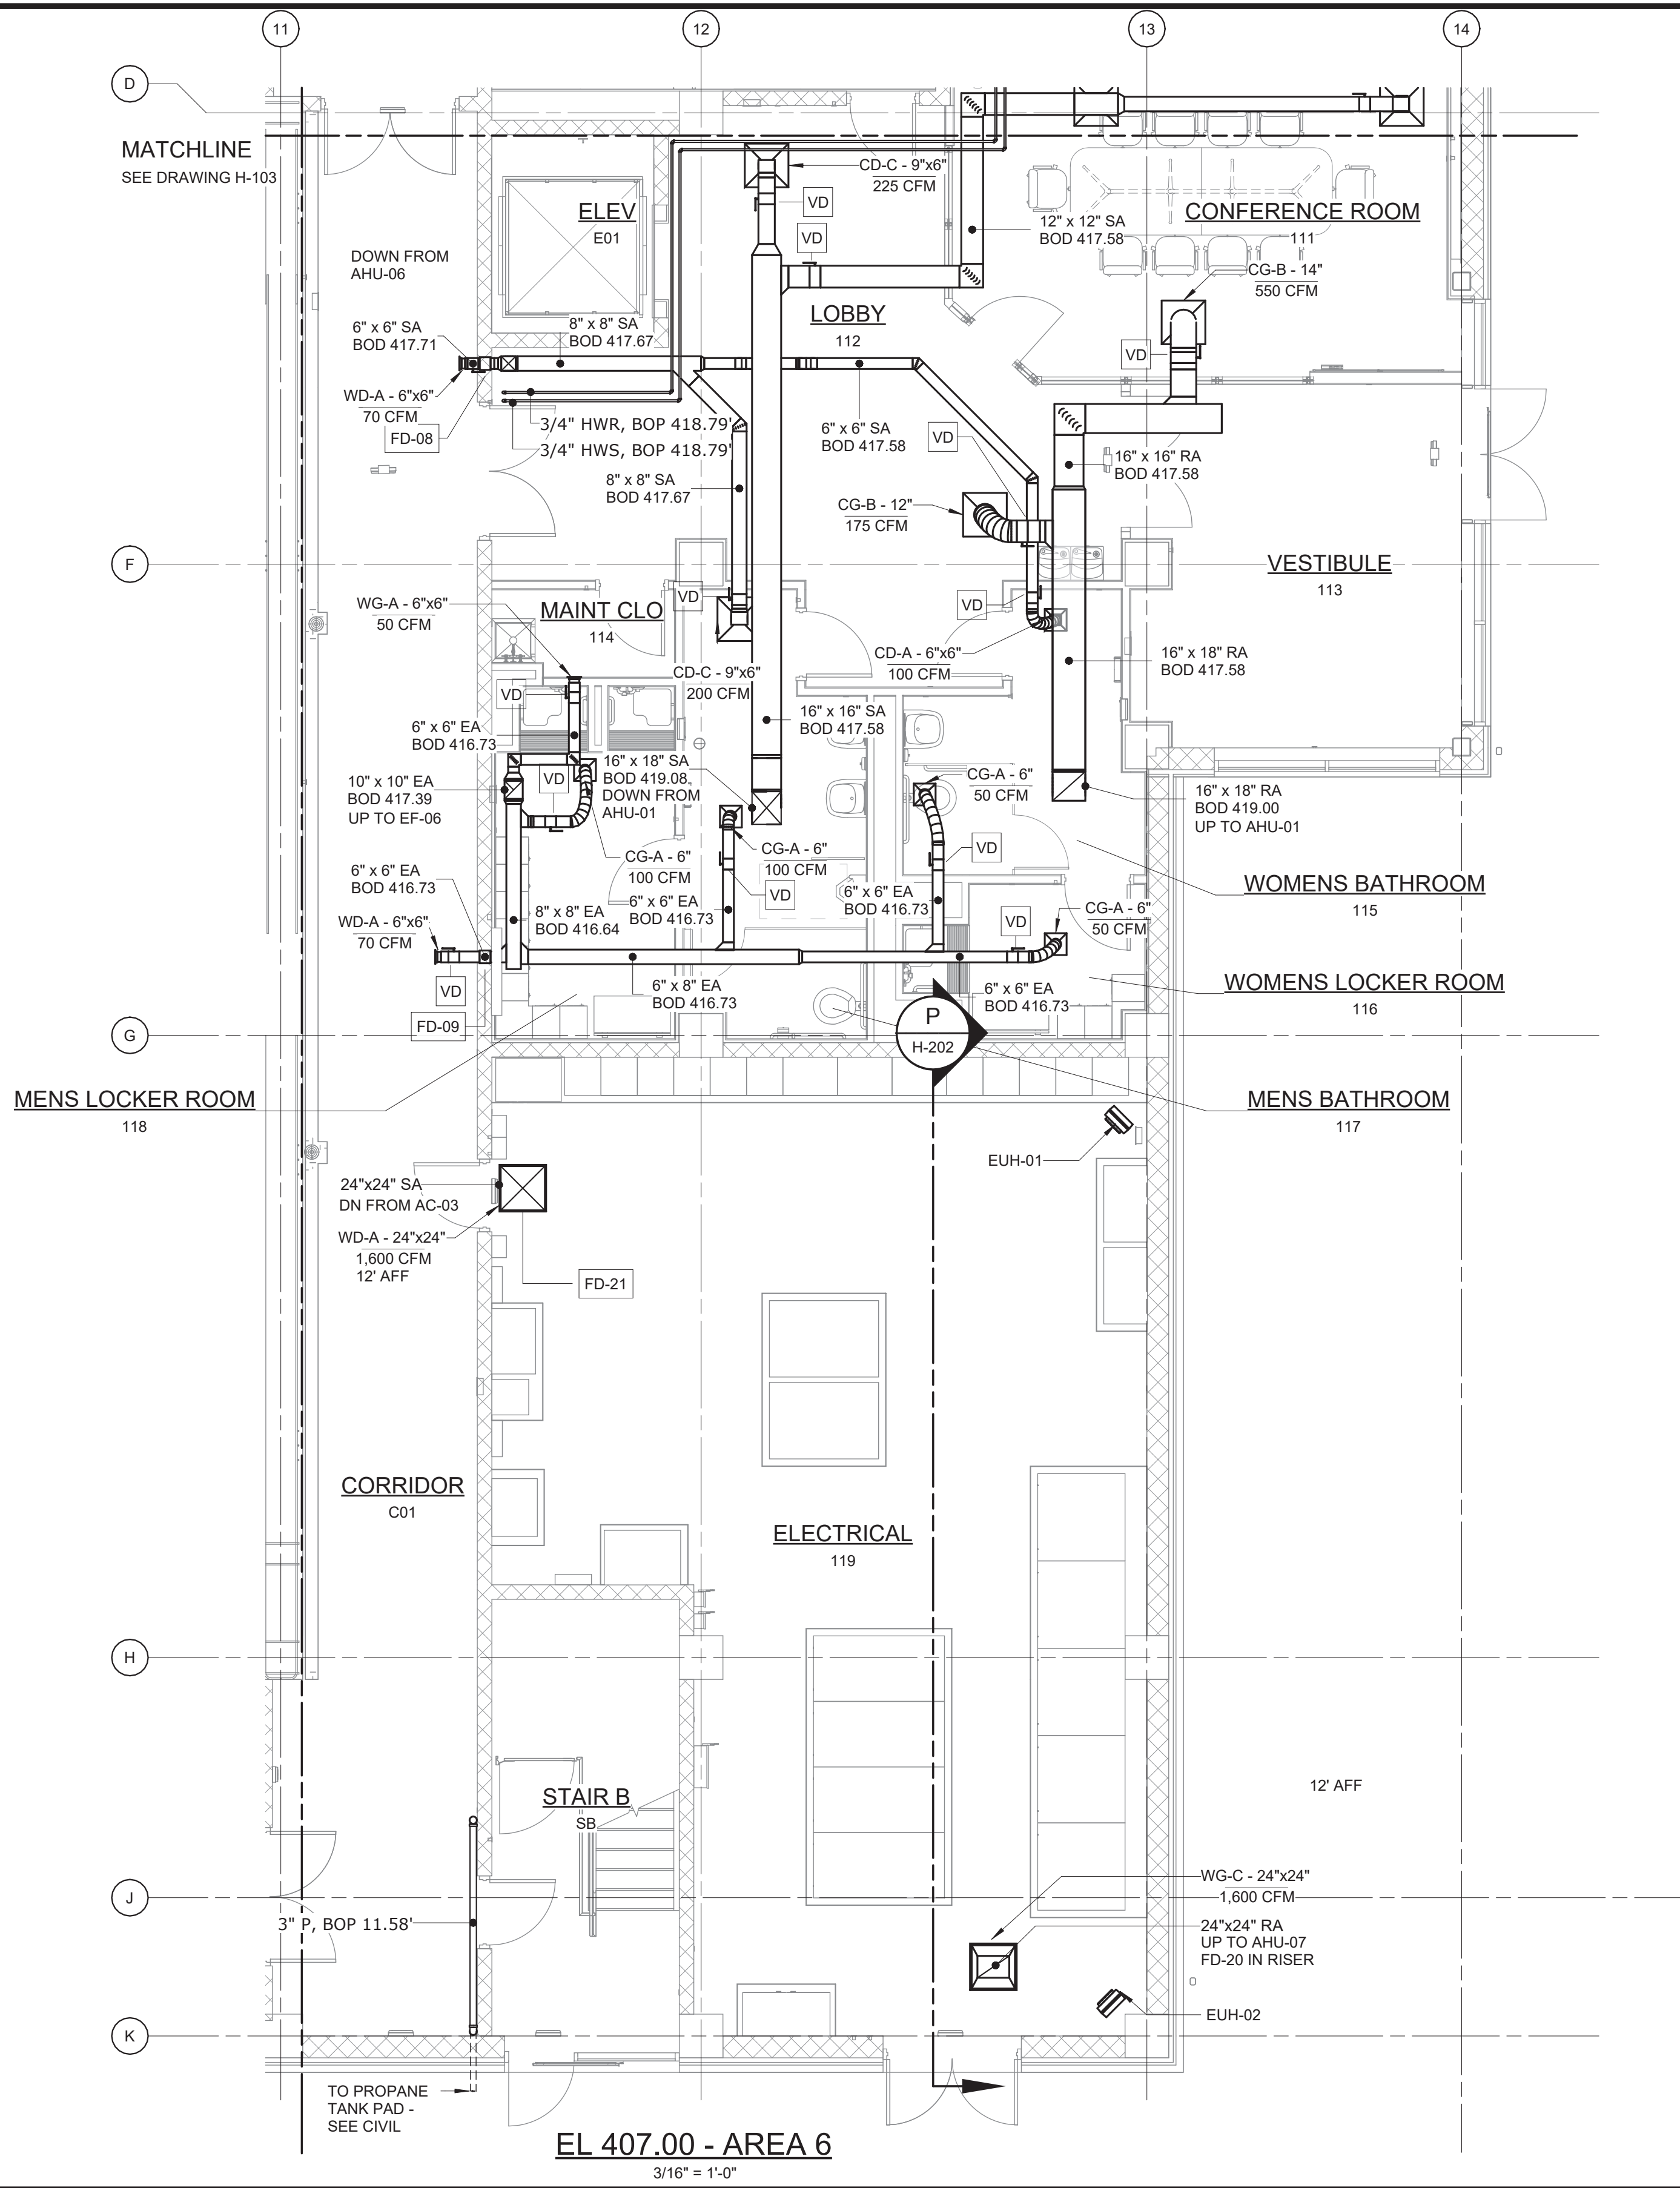 11
12
13
14
D
MATCHLINE
SEE DRAWING H-103
CD-C - 9"x6"
225 CFM
VD
VD
ELEV
E01
12" x 12" SA
BOD 417.58
CONFERENCE ROOM
111
DOWN FROM
AHU-06
CG-B - 14"
550 CFM
LOBBY
112
6" x 6" SA
BOD 417.71
8" x 8" SA
BOD 417.67
VD
WD-A - 6"x6"
70 CFM
FD-08
3/4" HWR, BOP 418.79'
3/4" HWS, BOP 418.79'
6" x 6" SA
BOD 417.58
VD
16" x 16" RA
BOD 417.58
8" x 8" SA
BOD 417.67
CG-B - 12"
175 CFM
F
VESTIBULE
113
WG-A - 6"x6"
50 CFM
MAINT CLO
114
VD
VD
CD-A - 6"x6"
100 CFM
16" x 18" RA
BOD 417.58
CD-C - 9"x6"
200 CFM
VD
16" x 16" SA
BOD 417.58
6" x 6" EA
BOD 416.73
16" x 18" SA
BOD 419.08
DOWN FROM
AHU-01
10" x 10" EA
BOD 417.39
UP TO EF-06
VD
CG-A - 6"
50 CFM
16" x 18" RA
BOD 419.00
UP TO AHU-01
CG-A - 6"
100 CFM
CG-A - 6"
100 CFM
VD
VD
6" x 6" EA
BOD 416.73
6" x 6" EA
BOD 416.73
6" x 6" EA
BOD 416.73
WOMENS BATHROOM
115
8" x 8" EA
BOD 416.64
WD-A - 6"x6"
70 CFM
VD
CG-A - 6"
50 CFM
VD
6" x 8" EA
BOD 416.73
6" x 6" EA
BOD 416.73
WOMENS LOCKER ROOM
116
FD-09
G
P
H-202
MENS LOCKER ROOM
118
MENS BATHROOM
117
EUH-01
24"x24" SA
DN FROM AC-03
WD-A - 24"x24"
1,600 CFM
12' AFF
FD-21
CORRIDOR
C01
ELECTRICAL
119
H
STAIR B
SB
12' AFF
WG-C - 24"x24"
1,600 CFM
J
3" P, BOP 11.58'
24"x24" RA
UP TO AHU-07
FD-20 IN RISER
EUH-02
K
TO PROPANE
TANK PAD -
SEE CIVIL
EL 407.00 - AREA 6
3/16" = 1'-0"